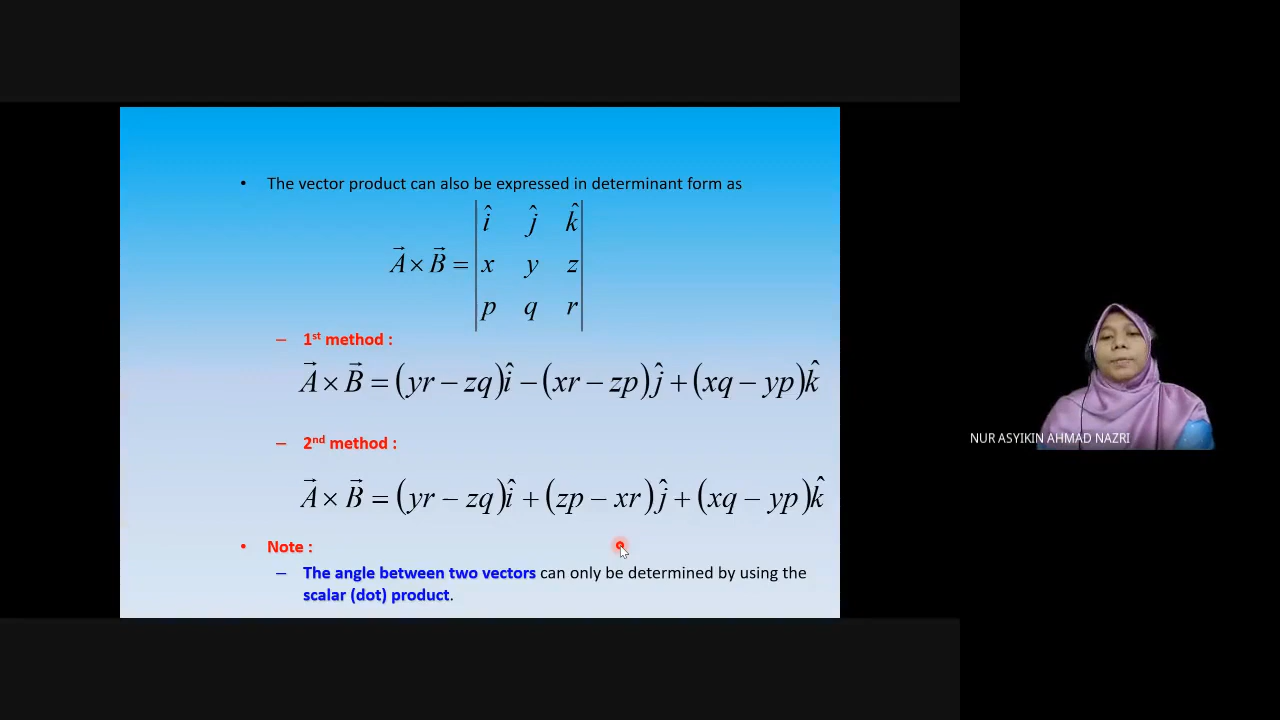 • The vector product can also be expressed in determinant form as
î ĵ k̂
A⃗ × B⃗ = x y z
p q r
– 1st method :
A⃗ × B⃗ = (yr − zq)î − (xr − zp)ĵ + (xq − yp)k̂
– 2nd method :
A⃗ × B⃗ = (yr − zq)î + (zp − xr)ĵ + (xq − yp)k̂
• Note :
– The angle between two vectors can only be determined by using the
scalar (dot) product.
NUR ASYIKIN AHMAD NAZRI